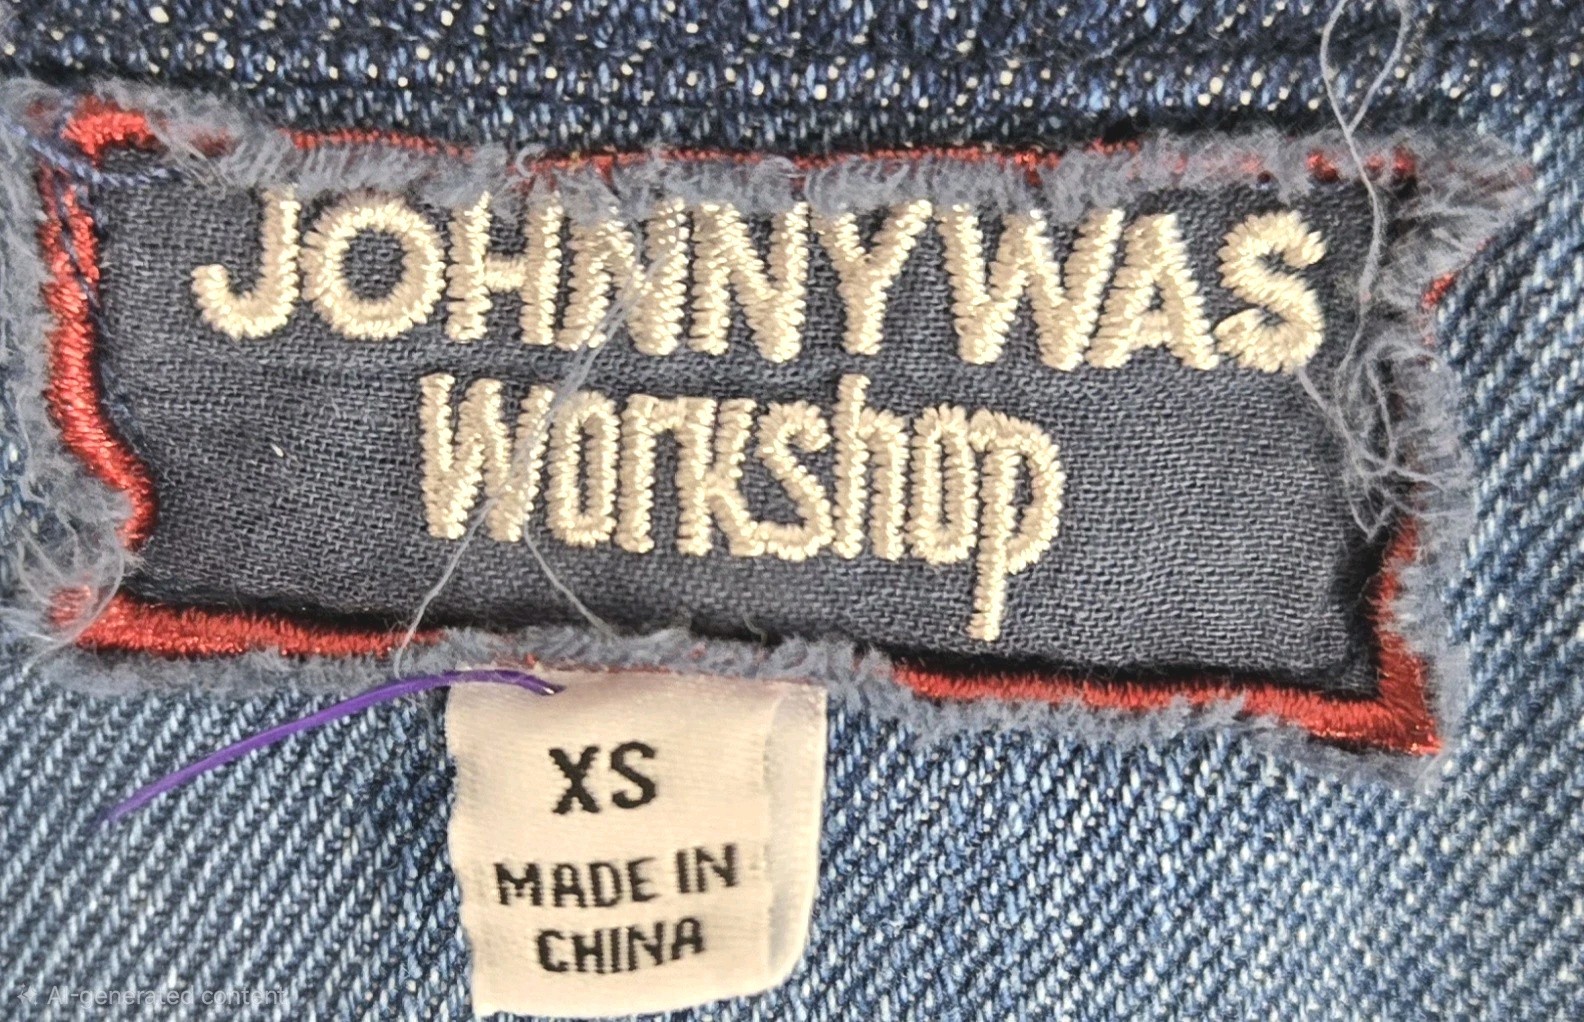 JOHNNYWAS
Workshop
XS
MADE IN
CHINA
AI-generated content